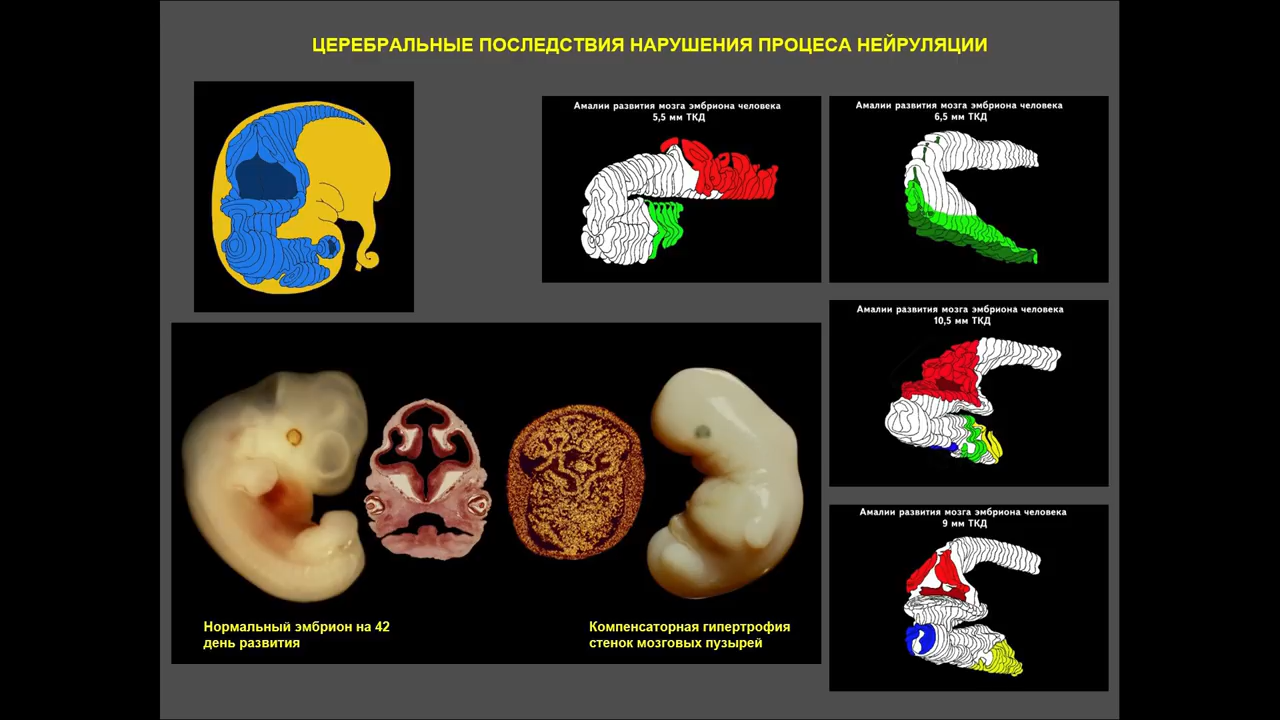 ЦЕРЕБРАЛЬНЫЕ ПОСЛЕДСТВИЯ НАРУШЕНИЯ ПРОЦЕСА НЕЙРУЛЯЦИИ
Амалии развития мозга эмбриона человека
5,5 мм ТКД
Амалии развития мозга эмбриона человека
6,5 мм ТКД
Амалии развития мозга эмбриона человека
10,5 мм ТКД
Амалии развития мозга эмбриона человека
9 мм ТКД
Нормальный эмбрион на 42
день развития
Компенсаторная гипертрофия
стенок мозговых пузырей